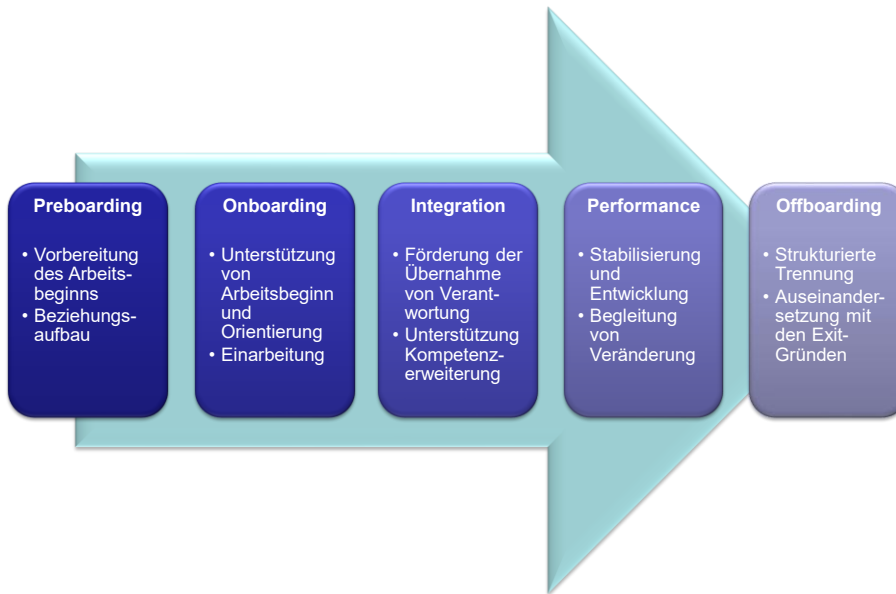 Preboarding
• Vorbereitung
des Arbeits-
beginns
• Beziehungs-
aufbau
Onboarding
• Unterstützung
von
Arbeitsbeginn
und
Orientierung
• Einarbeitung
Integration
• Förderung der
Übernahme
von Verant-
wortung
• Unterstützung
Kompetenz-
erweiterung
Performance
• Stabilisierung
und
Entwicklung
• Begleitung
von
Veränderung
Offboarding
• Strukturierte
Trennung
• Auseinander-
setzung mit
den Exit-
Gründen